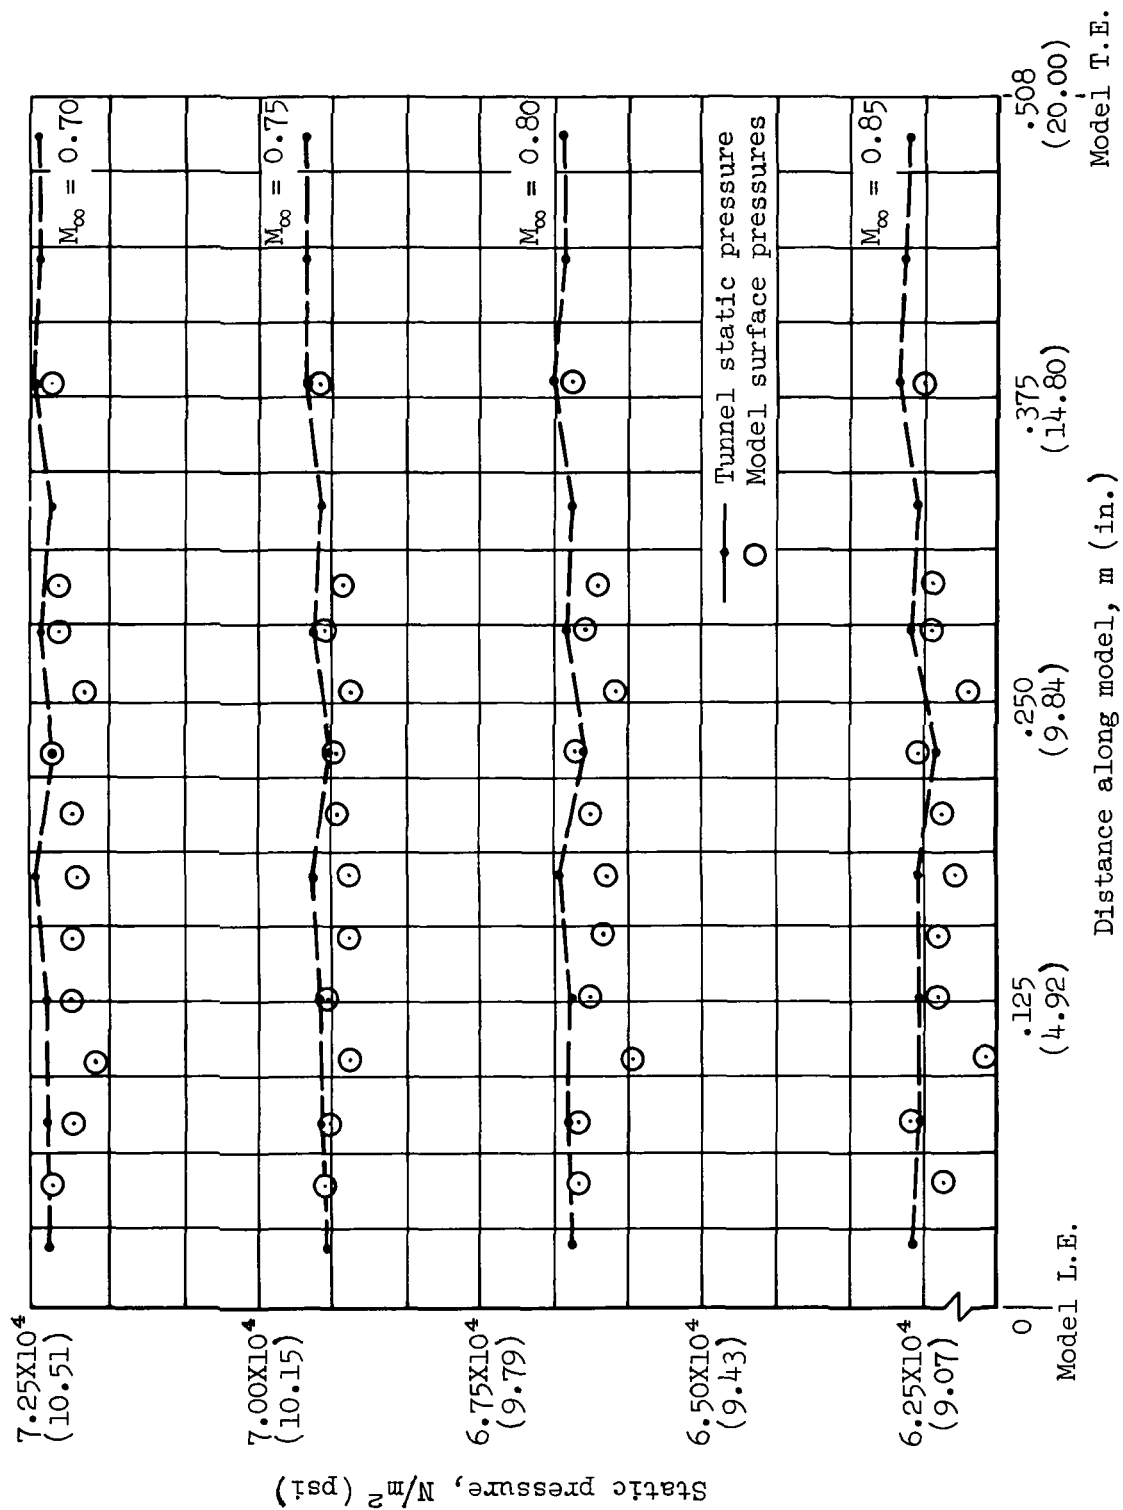 Static pressure, N/m² (psi)
7.25X10⁴
(10.51)
7.00X10⁴
(10.15)
6.75X10⁴
(9.79)
6.50X10⁴
(9.43)
6.25X10⁴
(9.07)
M∞ = 0.70
M∞ = 0.75
M∞ = 0.80
Tunnel static pressure
Model surface pressures
M∞ = 0.85
0
Model L.E.
.125
(4.92)
.250
(9.84)
.375
(14.80)
.508
(20.00)
Model T.E.
Distance along model, m (in.)